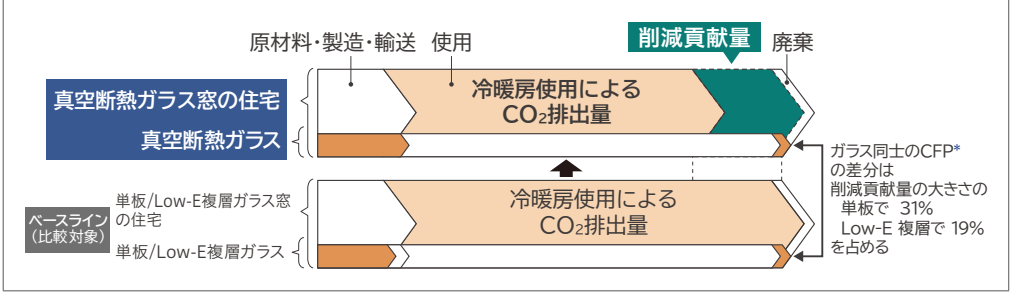 原材料・製造・輸送
使用
削減貢献量
廃棄
真空断熱ガラス窓の住宅
真空断熱ガラス
冷暖房使用による
CO₂排出量
ガラス同士のCFP*
の差分は
削減貢献量の大きさの
単板で 31%
Low-E 複層で 19%
を占める
ベースライン
（比較対象）
単板/Low-E複層ガラス窓
の住宅
単板/Low-E複層ガラス
冷暖房使用による
CO₂排出量